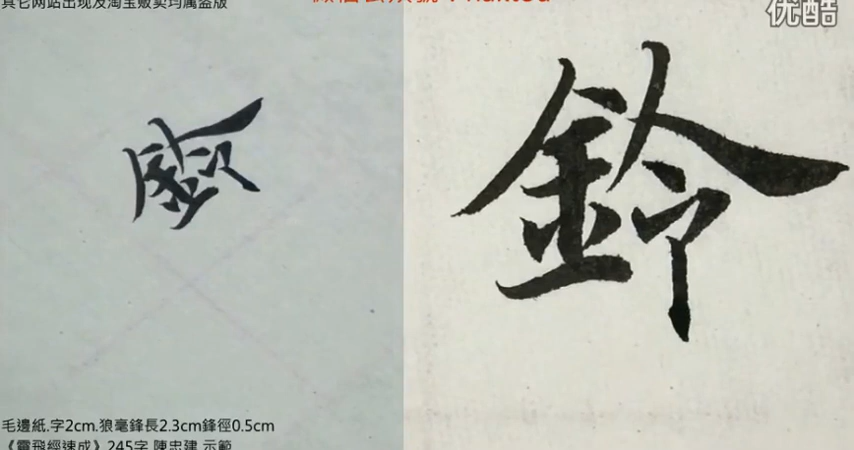 其它网站出现及淘宝贩卖均属盗版
优酷
鈴
鈴
毛邊紙.字2cm.狼毫鋒長2.3cm鋒徑0.5cm
《靈飛經速成》245字 陳忠建 示範